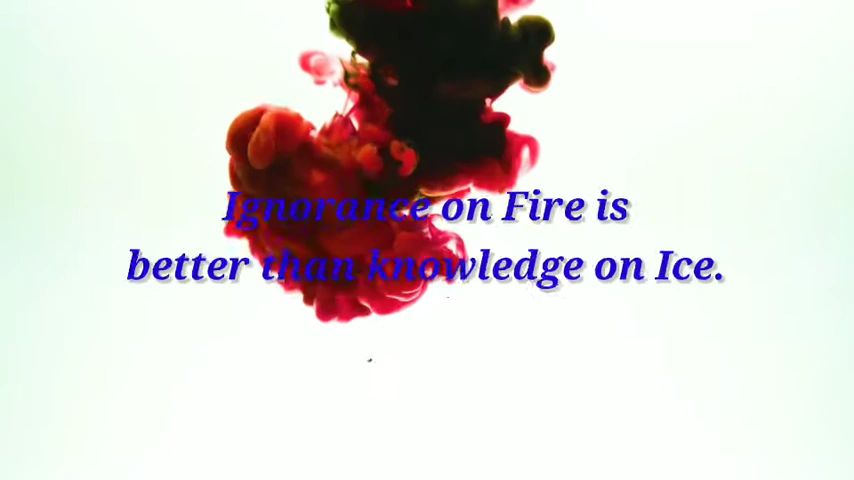 Ignorance on Fire is
better than knowledge on Ice.